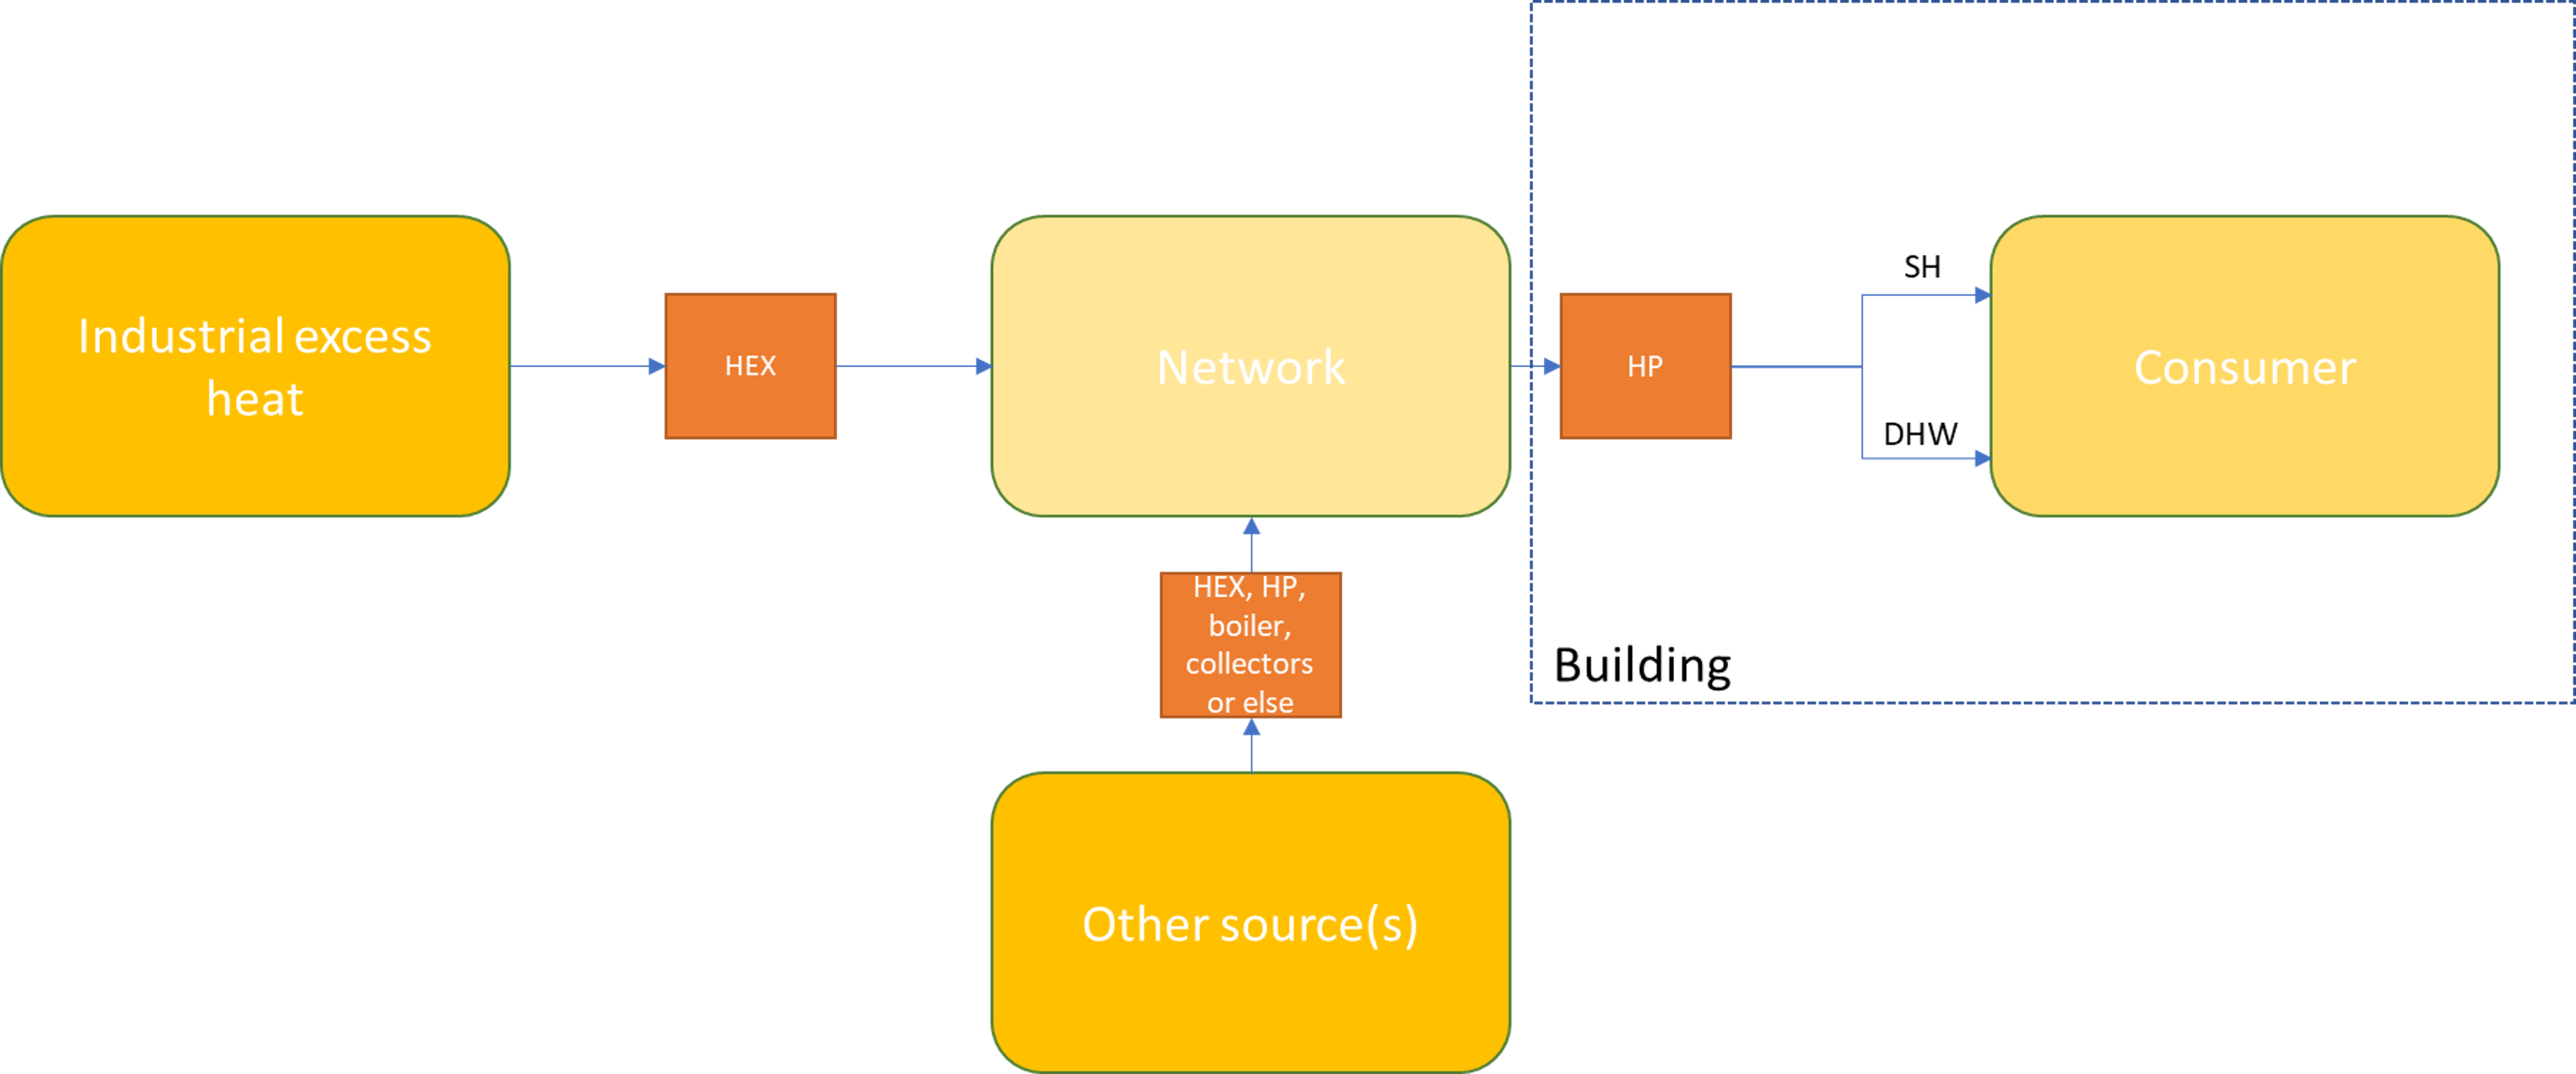 Industrial excess
heat
HEX
Network
HP
SH
DHW
Consumer
HEX, HP,
boiler,
collectors
or else
Building
Other source(s)